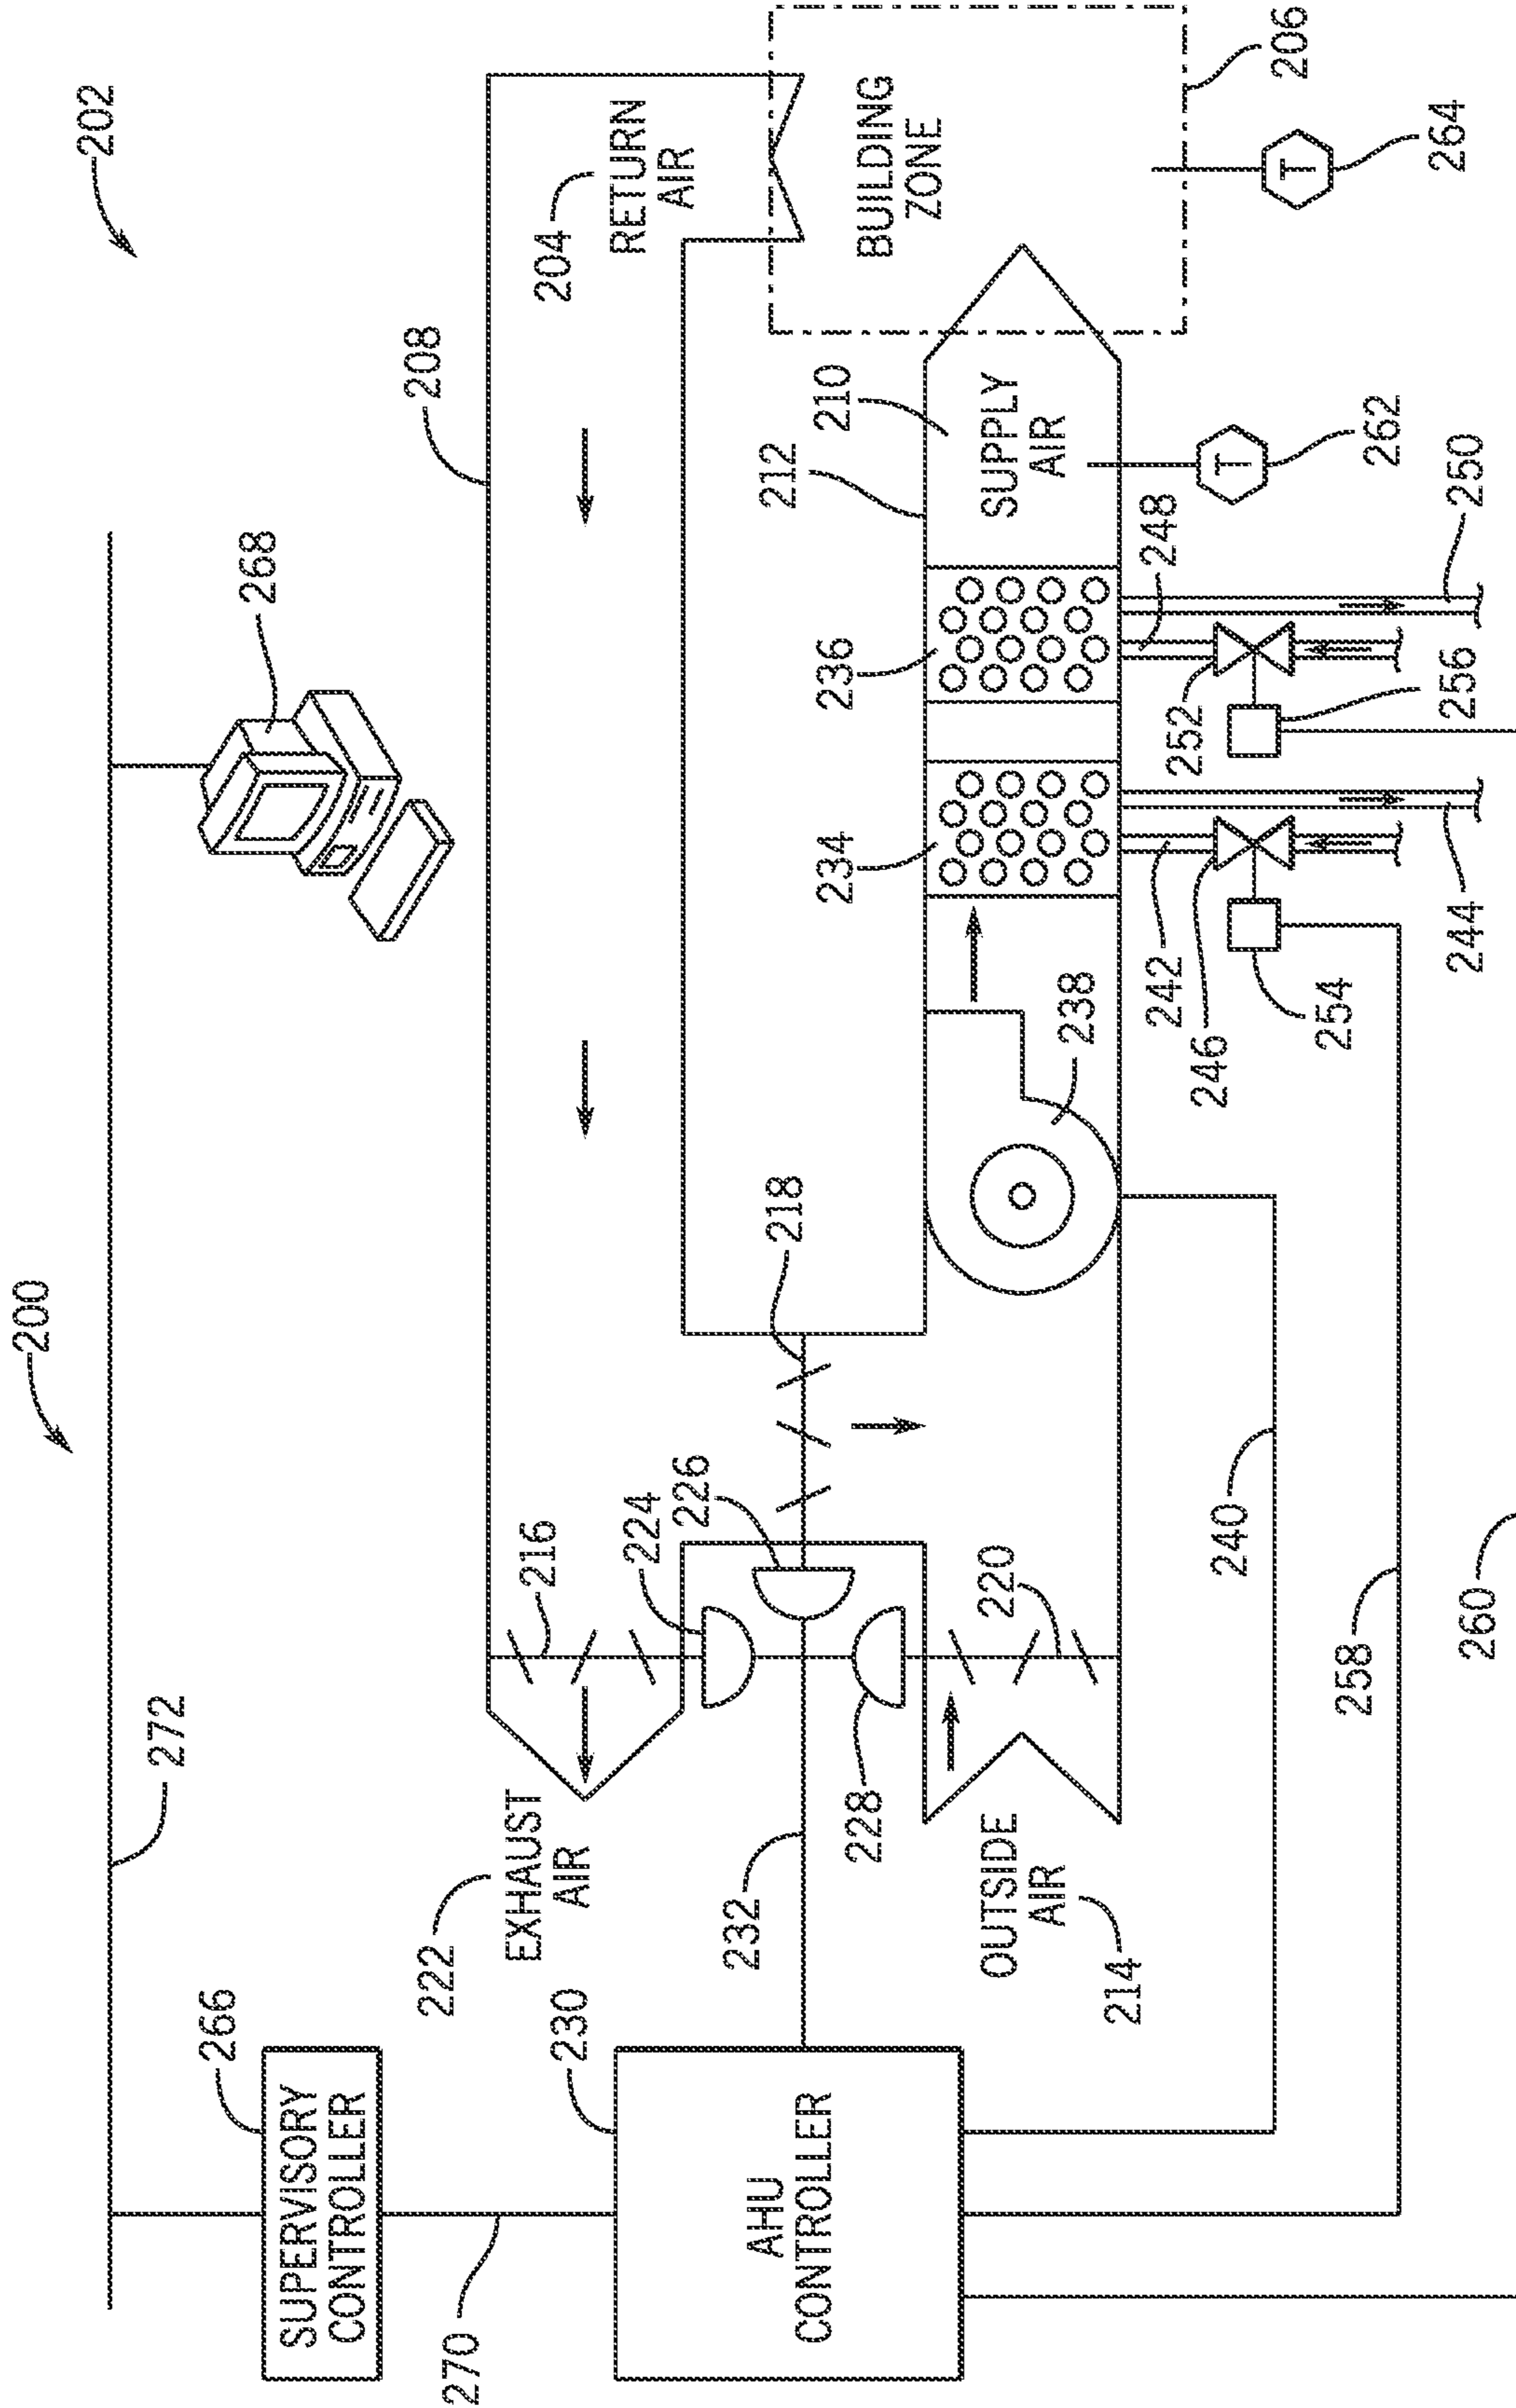 200
202
272
268
266
SUPERVISORY
CONTROLLER
270
230
AHU
CONTROLLER
222
EXHAUST
AIR
216
224
226
218
208
204
RETURN
AIR
BUILDING
ZONE
206
232
228
OUTSIDE
AIR
214
220
238
234
236
212
210
SUPPLY
AIR
240
242
246
254
244
252
256
248
250
T
262
T
264
258
260